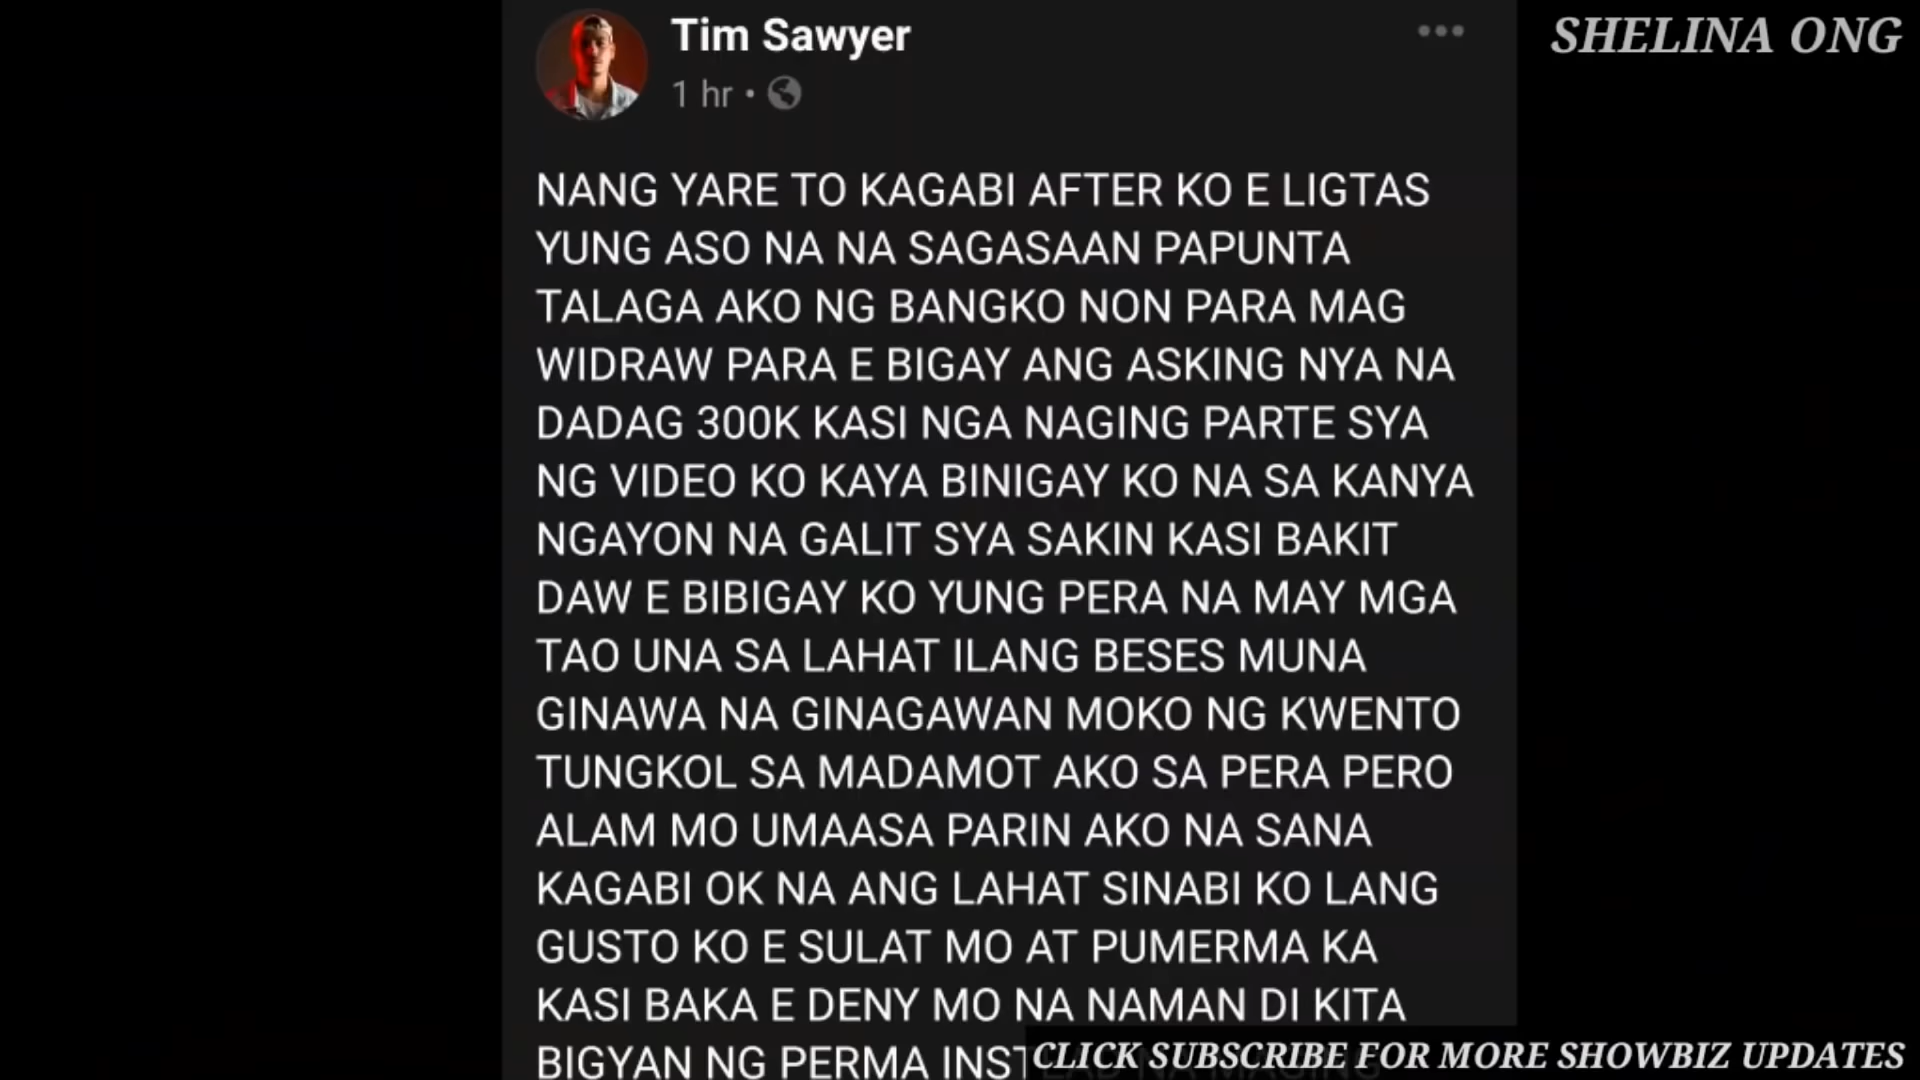 Tim Sawyer
SHELINA ONG
1 hr •
NANG YARE TO KAGABI AFTER KO E LIGTAS
YUNG ASO NA NA SAGASAAN PAPUNTA
TALAGA AKO NG BANGKO NON PARA MAG
WIDRAW PARA E BIGAY ANG ASKING NYA NA
DADAG 300K KASI NGA NAGING PARTE SYA
NG VIDEO KO KAYA BINIGAY KO NA SA KANYA
NGAYON NA GALIT SYA SAKIN KASI BAKIT
DAW E BIBIGAY KO YUNG PERA NA MAY MGA
TAO UNA SA LAHAT ILANG BESES MUNA
GINAWA NA GINAGAWAN MOKO NG KWENTO
TUNGKOL SA MADAMOT AKO SA PERA PERO
ALAM MO UMAASA PARIN AKO NA SANA
KAGABI OK NA ANG LAHAT SINABI KO LANG
GUSTO KO E SULAT MO AT PUMERMA KA
KASI BAKA E DENY MO NA NAMAN DI KITA
BIGYAN NG PERMA
CLICK SUBSCRIBE FOR MORE SHOWBIZ UPDATES